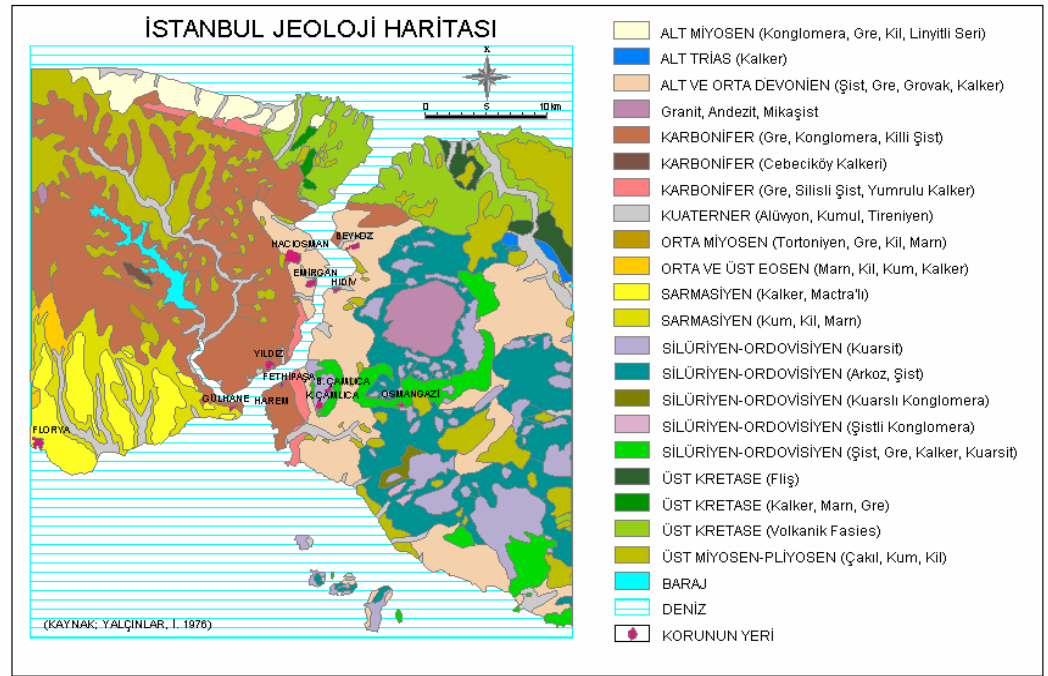 İSTANBUL JEOLOJİ HARİTASI
K
0 5 10 km
HACIOSMAN
BEYKOZ
EMİRGAN
HIDİV
YILDIZ
FETHİPAŞA
B.ÇAMLICA
GÜLHANE
HAREM
K.ÇAMLICA
OSMANGAZİ
FLORYA
(KAYNAK; YALÇINLAR, İ. 1976)
ALT MİYOSEN (Konglomera, Gre, Kil, Linyitli Seri)
ALT TRİAS (Kalker)
ALT VE ORTA DEVONİEN (Şist, Gre, Grovak, Kalker)
Granit, Andezit, Mikaşist
KARBONİFER (Gre, Konglomera, Killi Şist)
KARBONİFER (Cebeciköy Kalkeri)
KARBONİFER (Gre, Silisli Şist, Yumrulu Kalker)
KUATERNER (Alüvyon, Kumul, Tireniyen)
ORTA MİYOSEN (Tortoniyen, Gre, Kil, Marn)
ORTA VE ÜST EOSEN (Marn, Kil, Kum, Kalker)
SARMASİYEN (Kalker, Mactra'lı)
SARMASİYEN (Kum, Kil, Marn)
SİLÜRİYEN-ORDOVİSİYEN (Kuarsit)
SİLÜRİYEN-ORDOVİSİYEN (Arkoz, Şist)
SİLÜRİYEN-ORDOVİSİYEN (Kuarslı Konglomera)
SİLÜRİYEN-ORDOVİSİYEN (Şistli Konglomera)
SİLÜRİYEN-ORDOVİSİYEN (Şist, Gre, Kalker, Kuarsit)
ÜST KRETASE (Fliş)
ÜST KRETASE (Kalker, Marn, Gre)
ÜST KRETASE (Volkanik Fasies)
ÜST MİYOSEN-PLİYOSEN (Çakıl, Kum, Kil)
BARAJ
DENİZ
KORUNUN YERİ